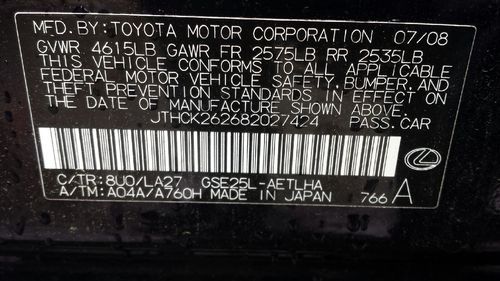 MFD.BY:TOYOTA MOTOR CORPORATION 07/08
GVWR 4615LB GAWR FR 2575LB RR 2535LB
THIS VEHICLE CONFORMS TO ALL APPLICABLE
FEDERAL MOTOR VEHICLE SAFETY,BUMPER,AND
THEFT PREVENTION STANDARDS IN EFFECT ON
THE DATE OF MANUFACTURE SHOWN ABOVE.
JTHCK262682027424 PASS.CAR
C/TR:8U0/LA27 GSE25L-AETLHA
A/TM:A04A/A760H MADE IN JAPAN 766 A